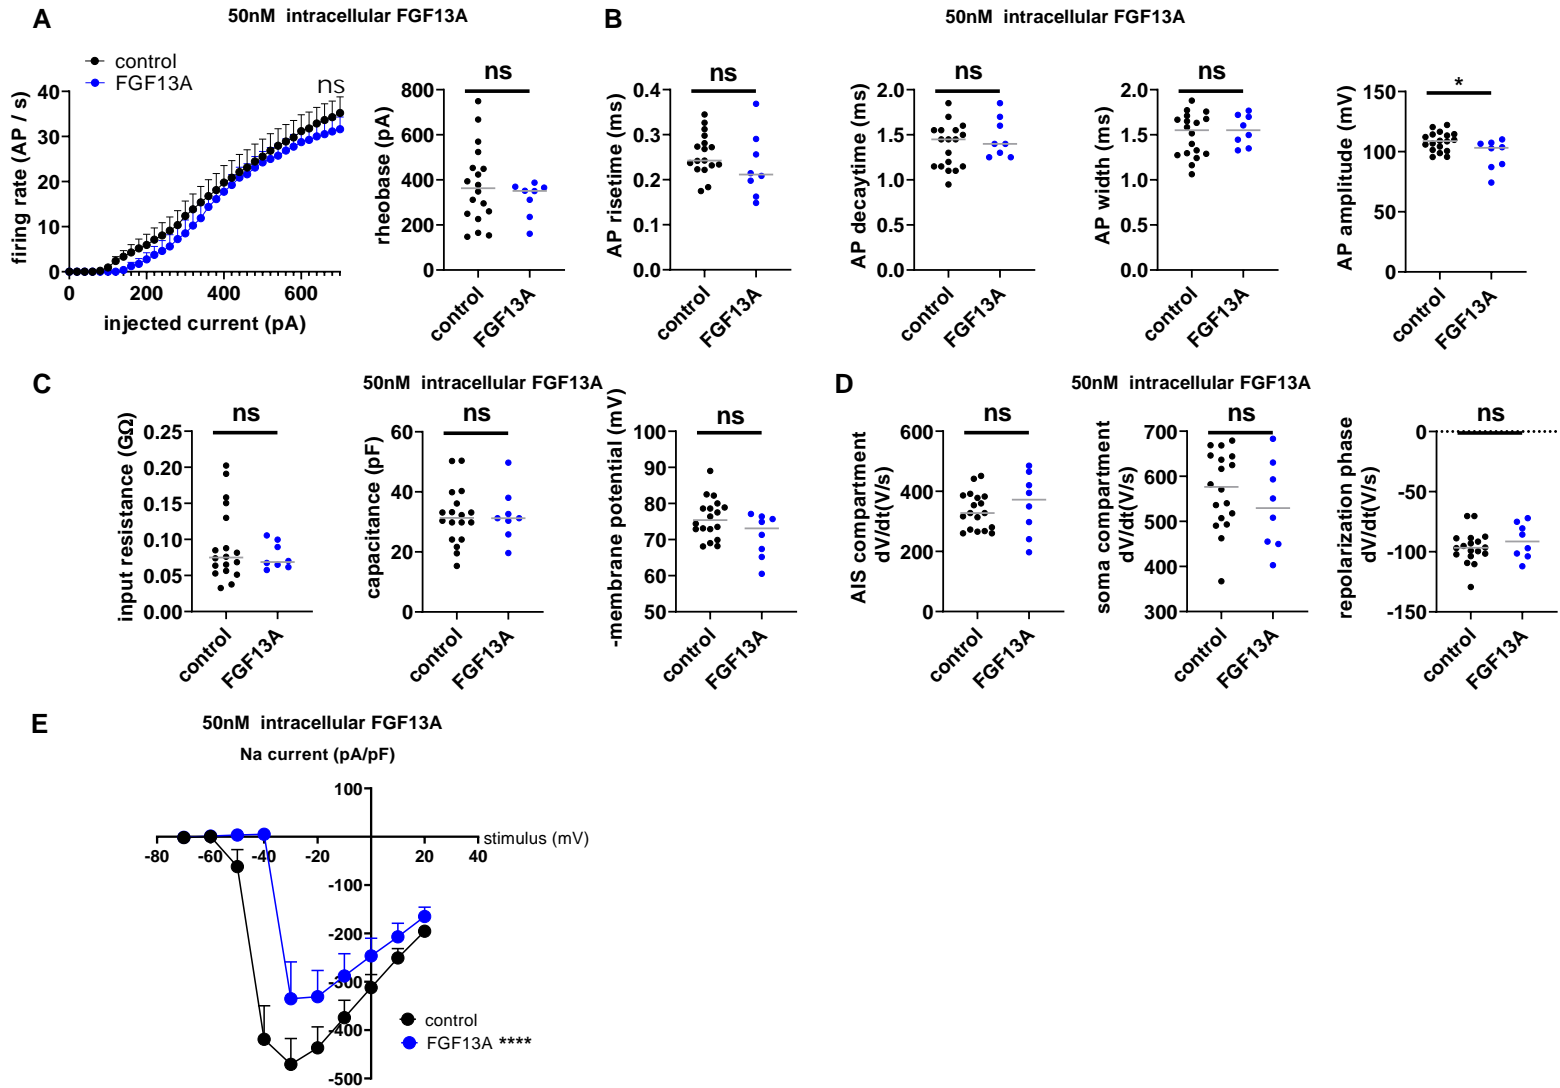 A
50nM  intracellular FGF13A
control
FGF13A
ns
firing rate (AP / s)
40
30
20
10
0
0
200
400
600
injected current (pA)
ns
rheobase (pA)
800
600
400
200
0
control
FGF13A
B
50nM  intracellular FGF13A
ns
AP risetime (ms)
0.4
0.3
0.2
0.1
0.0
control
FGF13A
ns
AP decaytime (ms)
2.0
1.5
1.0
0.5
0.0
control
FGF13A
ns
AP width (ms)
2.0
1.5
1.0
0.5
0.0
control
FGF13A
*
AP amplitude (mV)
150
100
50
0
control
FGF13A
C
50nM  intracellular FGF13A
ns
input resistance (GΩ)
0.25
0.20
0.15
0.10
0.05
0.00
control
FGF13A
ns
capacitance (pF)
60
40
20
0
control
FGF13A
ns
-membrane potential (mV)
100
90
80
70
60
50
control
FGF13A
D
50nM  intracellular FGF13A
ns
AIS compartment
dV/dt(V/s)
600
400
200
0
control
FGF13A
ns
soma compartment
dV/dt(V/s)
700
600
500
400
300
control
FGF13A
ns
repolarization phase
dV/dt(V/s)
0
-50
-100
-150
control
FGF13A
E
50nM  intracellular FGF13A
Na current (pA/pF)
100
-100
-200
-300
-400
-500
-80
-60
-40
-20
20
40
stimulus (mV)
control
FGF13A ****